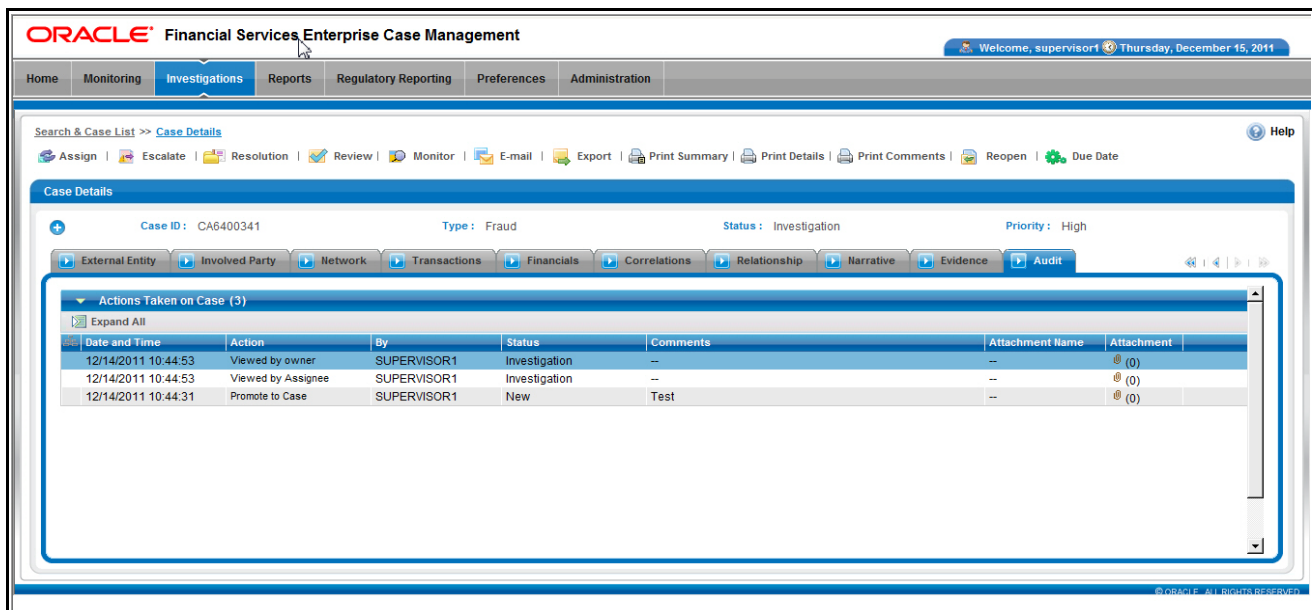 ORACLE® Financial Services Enterprise Case Management
Welcome, supervisor1 Thursday, December 15, 2011
Home Monitoring Investigations Reports Regulatory Reporting Preferences Administration
Search & Case List >> Case Details
Help
Assign | Escalate | Resolution | Review | Monitor | E-mail | Export | Print Summary | Print Details | Print Comments | Reopen | Due Date
Case Details
Case ID : CA6400341 Type : Fraud Status : Investigation Priority : High
External Entity Involved Party Network Transactions Financials Correlations Relationship Narrative Evidence Audit
Actions Taken on Case (3)
Expand All
Date and Time Action By Status Comments Attachment Name Attachment
12/14/2011 10:44:53 Viewed by owner SUPERVISOR1 Investigation -- -- (0)
12/14/2011 10:44:53 Viewed by Assignee SUPERVISOR1 Investigation -- -- (0)
12/14/2011 10:44:31 Promote to Case SUPERVISOR1 New Test -- (0)
© ORACLE ALL RIGHTS RESERVED